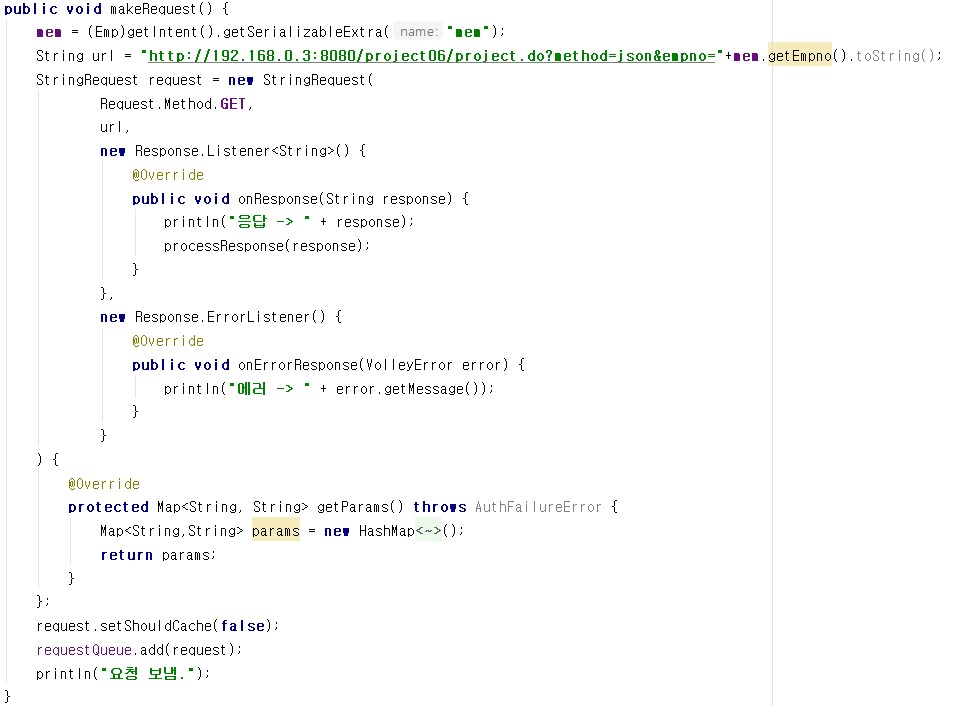 public void makeRequest() {
mem = (Emp)getIntent().getSerializableExtra( name: "mem");
String url = "http://192.168.0.3:8080/project06/project.do?method=json&empno="+mem.getEmpno().toString();
StringRequest request = new StringRequest(
Request.Method.GET,
url,
new Response.Listener<String>() {
@Override
public void onResponse(String response) {
println("응답 -> " + response);
processResponse(response);
}
},
new Response.ErrorListener() {
@Override
public void onErrorResponse(VolleyError error) {
println("에러 -> " + error.getMessage());
}
}
) {
@Override
protected Map<String, String> getParams() throws AuthFailureError {
Map<String,String> params = new HashMap<~>();
return params;
}
};
request.setShouldCache(false);
requestQueue.add(request);
println("요청 보냄.");
}